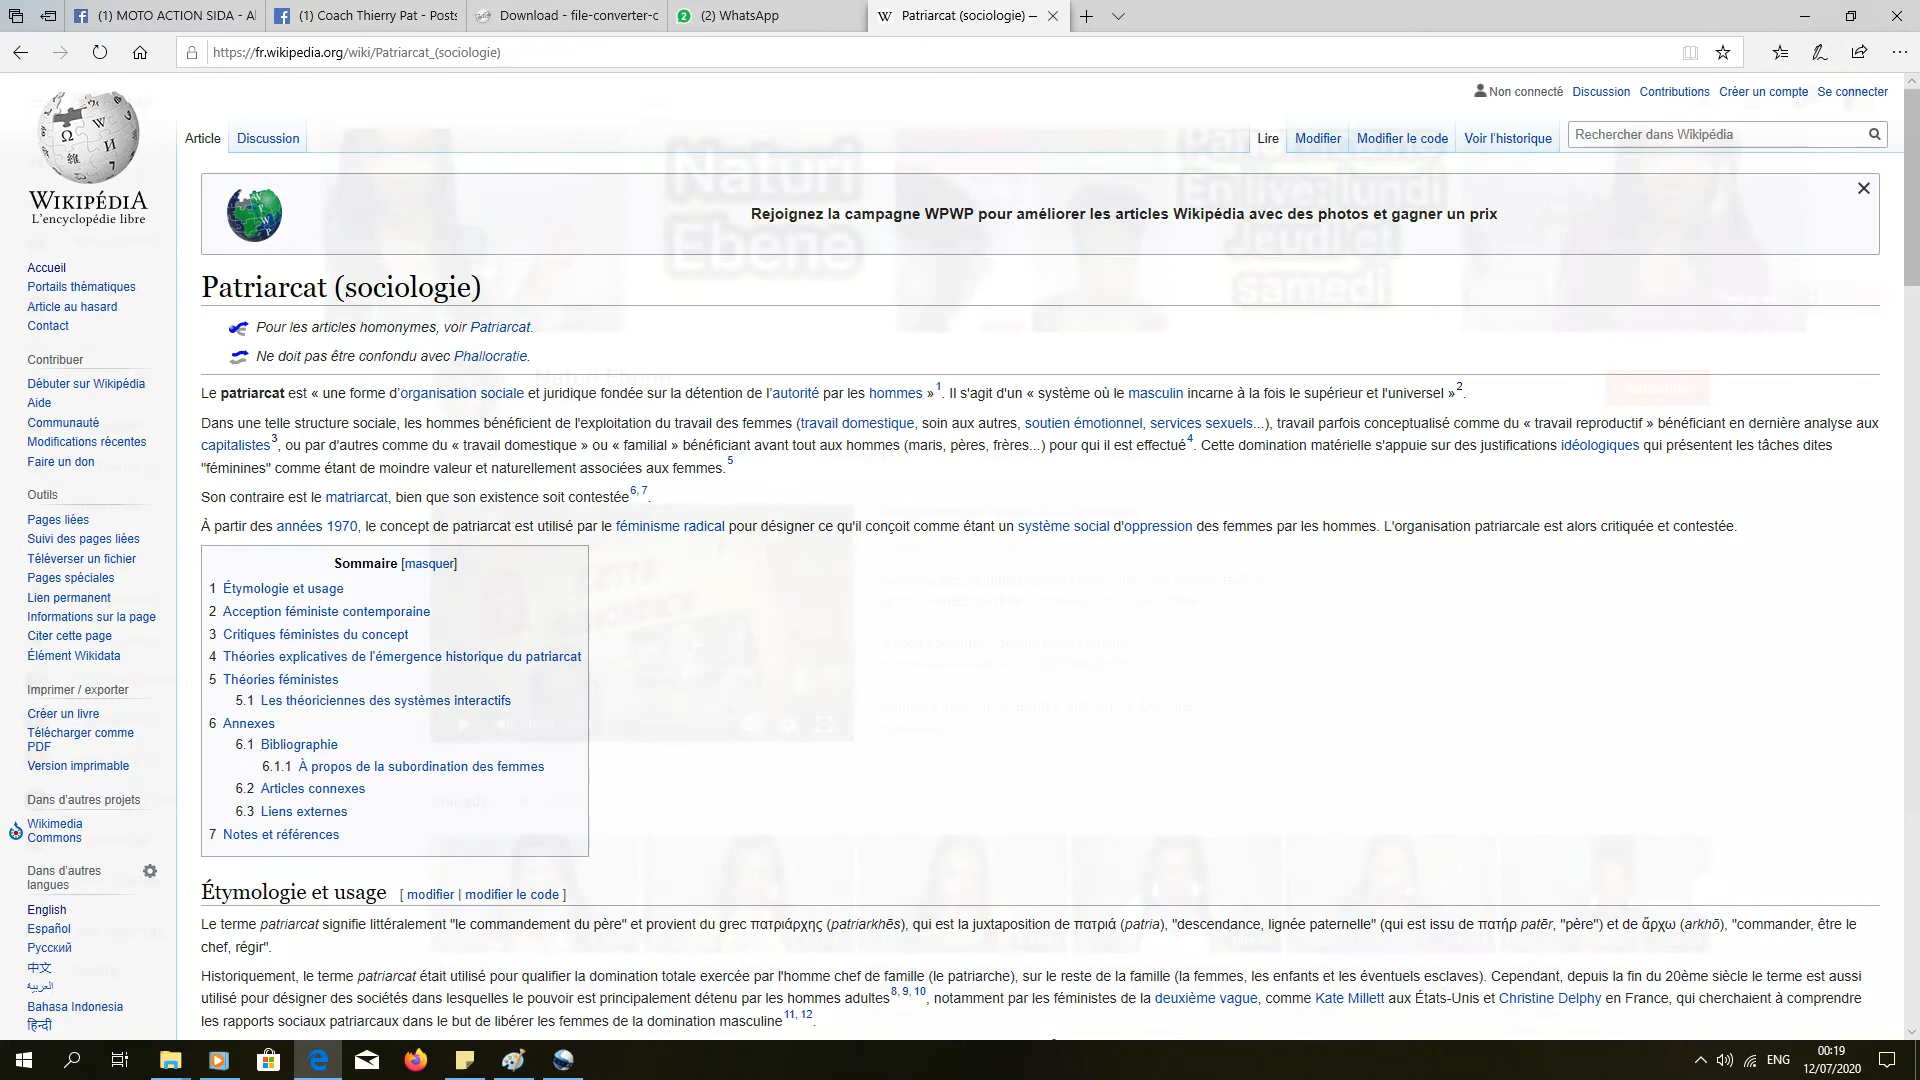 (1) MOTO ACTION SIDA - A
(1) Coach Thierry Pat - Posts
Download - file-converter-o
(2) WhatsApp
Patriarcat (sociologie) —
https://fr.wikipedia.org/wiki/Patriarcat_(sociologie)
Non connecté Discussion Contributions Créer un compte Se connecter
Article Discussion
Lire Modifier Modifier le code Voir l'historique
Rechercher dans Wikipédia
WIKIPÉDIA
L'encyclopédie libre
Accueil
Portails thématiques
Article au hasard
Contact
Contribuer
Débuter sur Wikipédia
Aide
Communauté
Modifications récentes
Faire un don
Outils
Pages liées
Suivi des pages liées
Téléverser un fichier
Pages spéciales
Lien permanent
Informations sur la page
Citer cette page
Élément Wikidata
Imprimer / exporter
Créer un livre
Télécharger comme
PDF
Version imprimable
Dans d'autres projets
Wikimedia
Commons
Dans d'autres
langues
English
Español
Русский
中文
العربية
Bahasa Indonesia
हिन्दी
Naturi
Ebene
En live: lundi
Jeudi et
samedi
Rejoignez la campagne WPWP pour améliorer les articles Wikipédia avec des photos et gagner un prix
Patriarcat (sociologie)
Pour les articles homonymes, voir Patriarcat.
Ne doit pas être confondu avec Phallocratie.
Le patriarcat est « une forme d'organisation sociale et juridique fondée sur la détention de l'autorité par les hommes »1. Il s'agit d'un « système où le masculin incarne à la fois le supérieur et l'universel »2.
Dans une telle structure sociale, les hommes bénéficient de l'exploitation du travail des femmes (travail domestique, soin aux autres, soutien émotionnel, services sexuels...), travail parfois conceptualisé comme du « travail reproductif » bénéficiant en dernière analyse aux
capitalistes3, ou par d'autres comme du « travail domestique » ou « familial » bénéficiant avant tout aux hommes (maris, pères, frères...) pour qui il est effectué4. Cette domination matérielle s'appuie sur des justifications idéologiques qui présentent les tâches dites
"féminines" comme étant de moindre valeur et naturellement associées aux femmes.5
Son contraire est le matriarcat, bien que son existence soit contestée6, 7.
À partir des années 1970, le concept de patriarcat est utilisé par le féminisme radical pour désigner ce qu'il conçoit comme étant un système social d'oppression des femmes par les hommes. L'organisation patriarcale est alors critiquée et contestée.
Sommaire [masquer]
1 Étymologie et usage
2 Acception féministe contemporaine
3 Critiques féministes du concept
4 Théories explicatives de l'émergence historique du patriarcat
5 Théories féministes
5.1 Les théoriciennes des systèmes interactifs
6 Annexes
6.1 Bibliographie
6.1.1 À propos de la subordination des femmes
6.2 Articles connexes
6.3 Liens externes
7 Notes et références
Étymologie et usage [ modifier | modifier le code ]
Le terme patriarcat signifie littéralement "le commandement du père" et provient du grec πατριάρχης (patriarkhēs), qui est la juxtaposition de πατριά (patria), "descendance, lignée paternelle" (qui est issu de πατήρ patēr, "père") et de ἄρχω (arkhō), "commander, être le
chef, régir".
Historiquement, le terme patriarcat était utilisé pour qualifier la domination totale exercée par l'homme chef de famille (le patriarche), sur le reste de la famille (la femmes, les enfants et les éventuels esclaves). Cependant, depuis la fin du 20ème siècle le terme est aussi
utilisé pour désigner des sociétés dans lesquelles le pouvoir est principalement détenu par les hommes adultes8, 9, 10, notamment par les féministes de la deuxième vague, comme Kate Millett aux États-Unis et Christine Delphy en France, qui cherchaient à comprendre
les rapports sociaux patriarcaux dans le but de libérer les femmes de la domination masculine11, 12.
ENG
00:19
12/07/2020